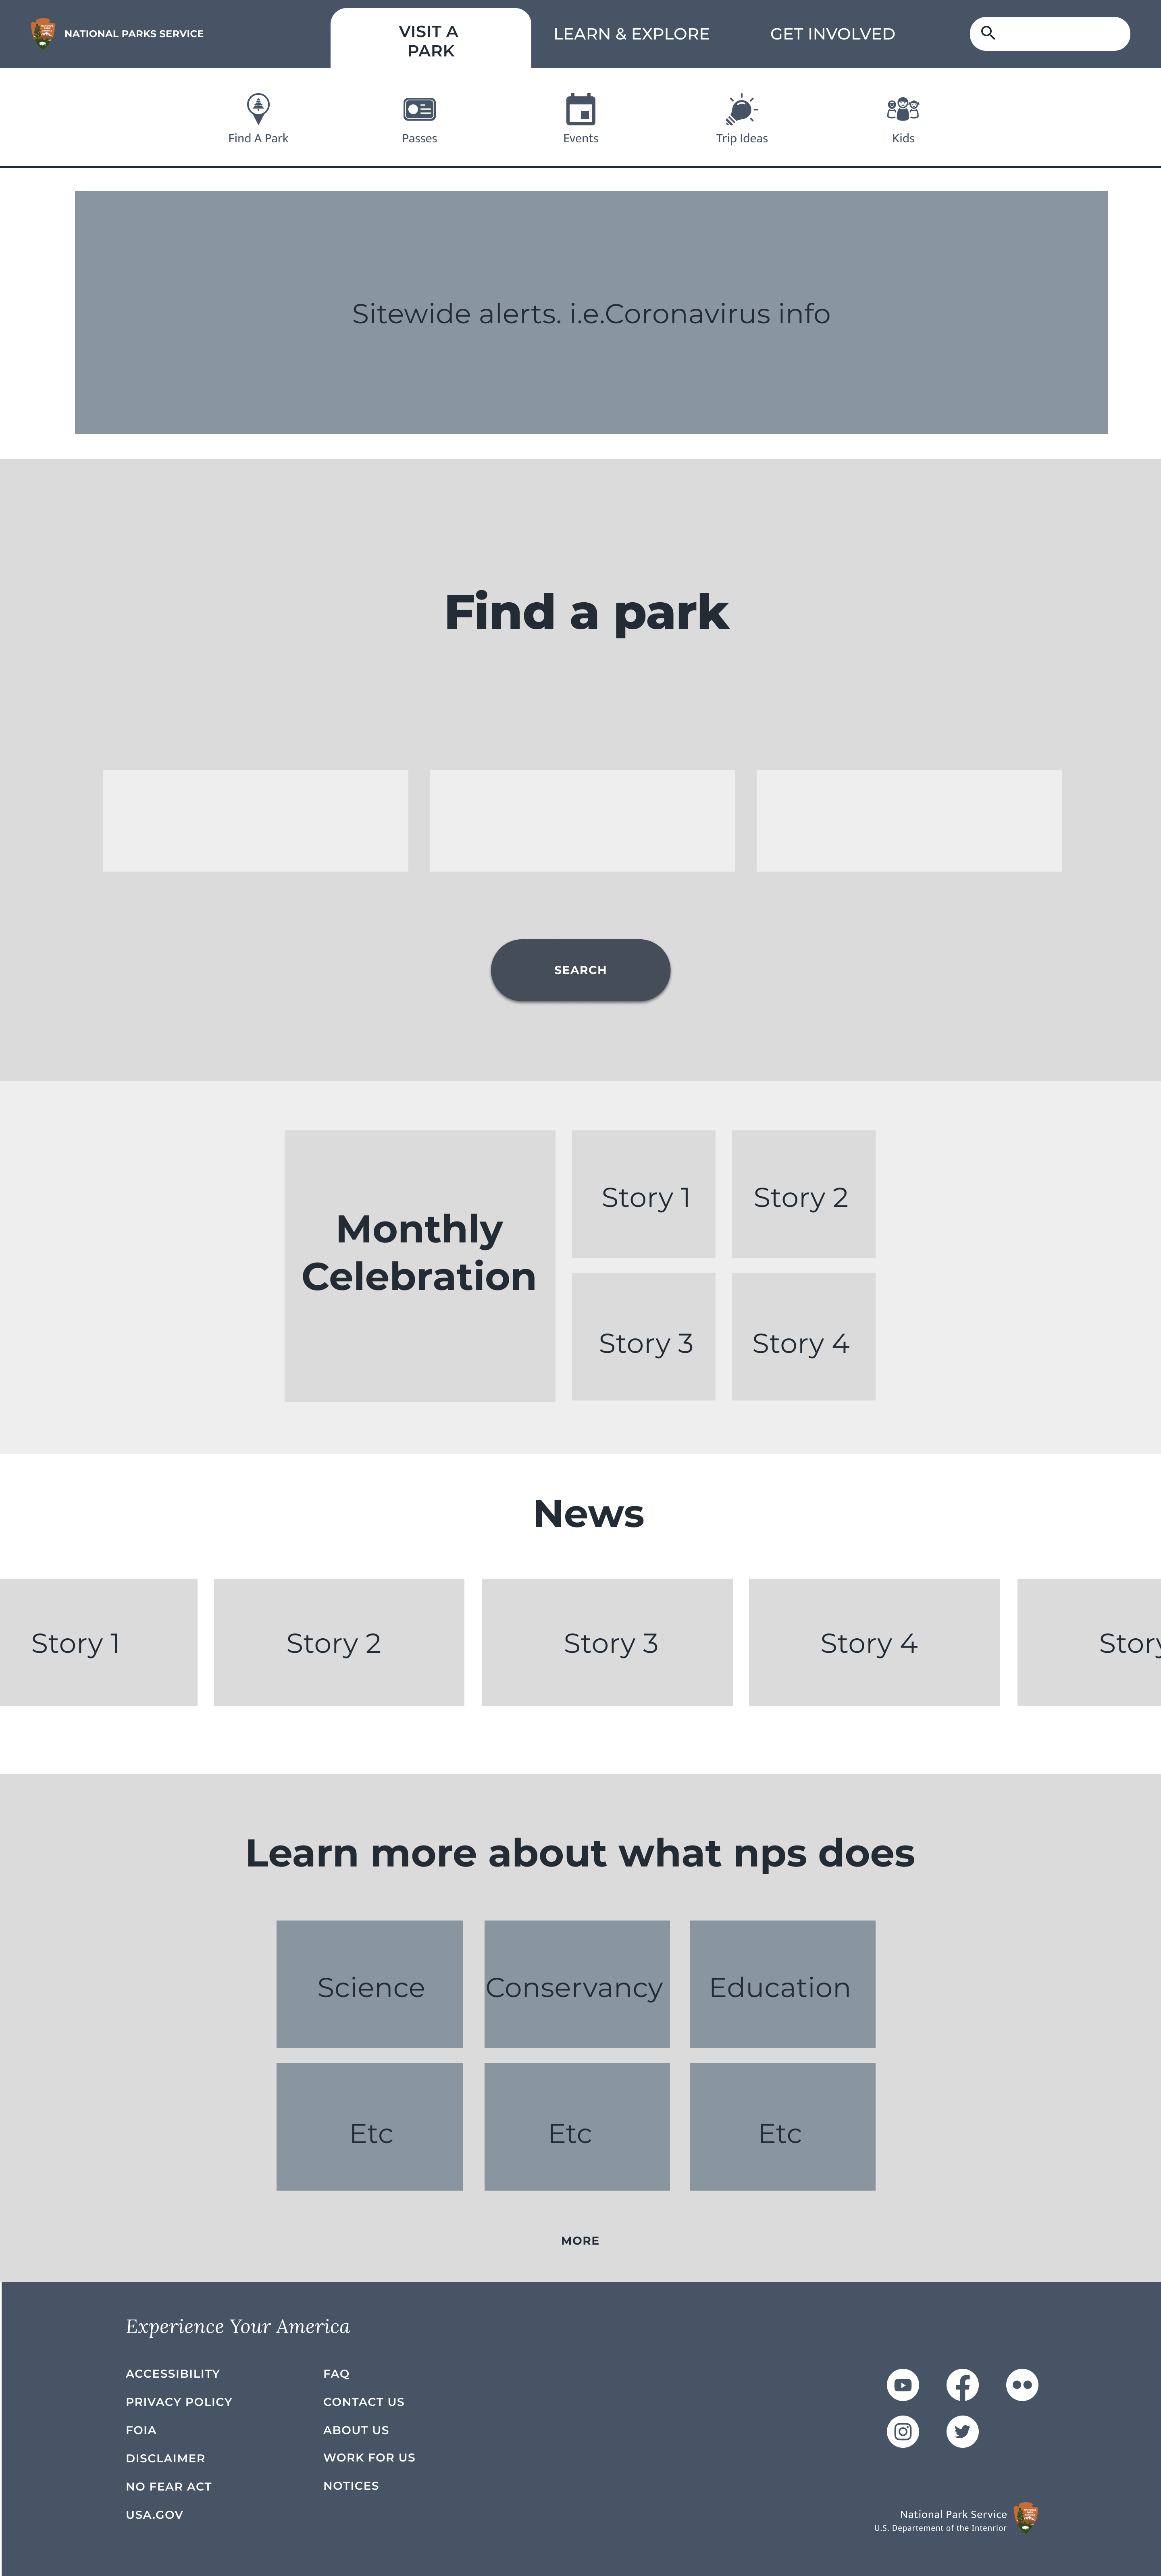 NATIONAL PARKS SERVICE
VISIT A
PARK
LEARN & EXPLORE
GET INVOLVED
Find A Park
Passes
Events
Trip Ideas
Kids
Sitewide alerts. i.e.Coronavirus info
Find a park
SEARCH
Monthly
Celebration
Story 1
Story 2
Story 3
Story 4
News
Story 1
Story 2
Story 3
Story 4
Story
Learn more about what nps does
Science
Conservancy
Education
Etc
Etc
Etc
MORE
Experience Your America
ACCESSIBILITY
PRIVACY POLICY
FOIA
DISCLAIMER
NO FEAR ACT
USA.GOV
FAQ
CONTACT US
ABOUT US
WORK FOR US
NOTICES
National Park Service
U.S. Departement of the Intenrior